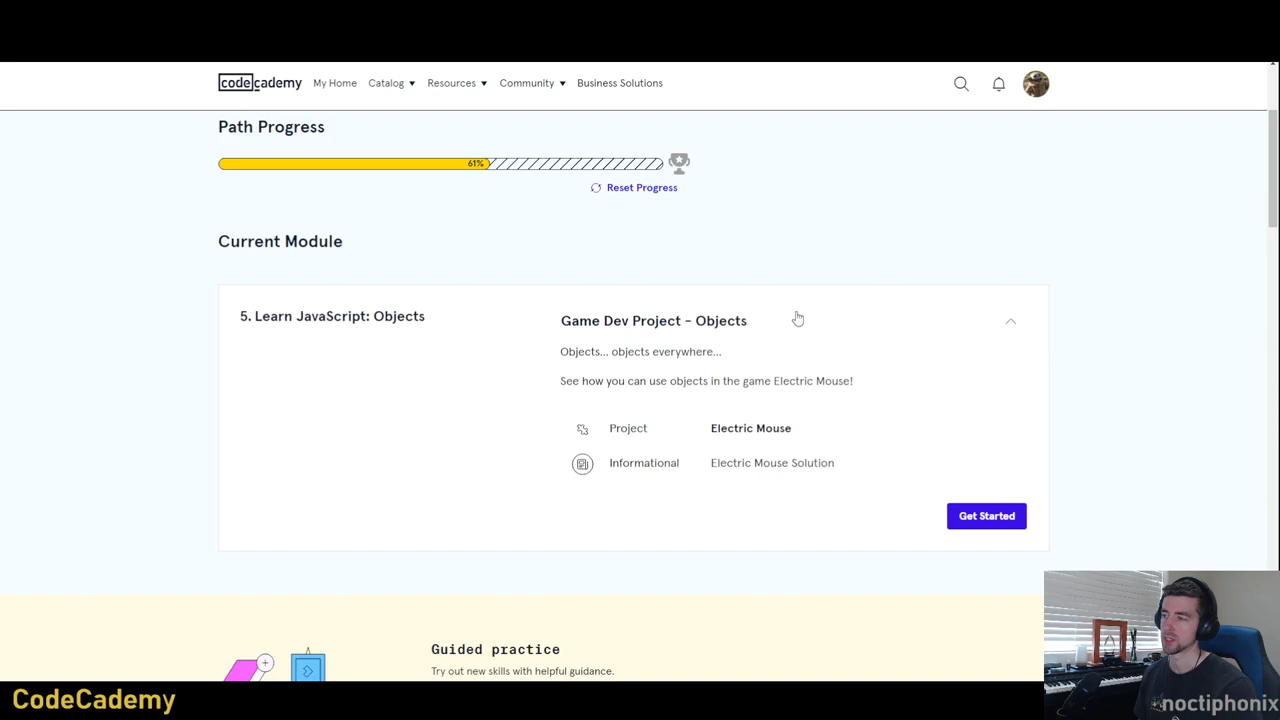 codecademy My Home Catalog Resources Community Business Solutions
Path Progress
61%
Reset Progress
Current Module
5. Learn JavaScript: Objects
Game Dev Project - Objects
Objects... objects everywhere...
See how you can use objects in the game Electric Mouse!
Project Electric Mouse
Informational Electric Mouse Solution
Get Started
Guided practice
Try out new skills with helpful guidance.
CodeCademy
noctiphonix